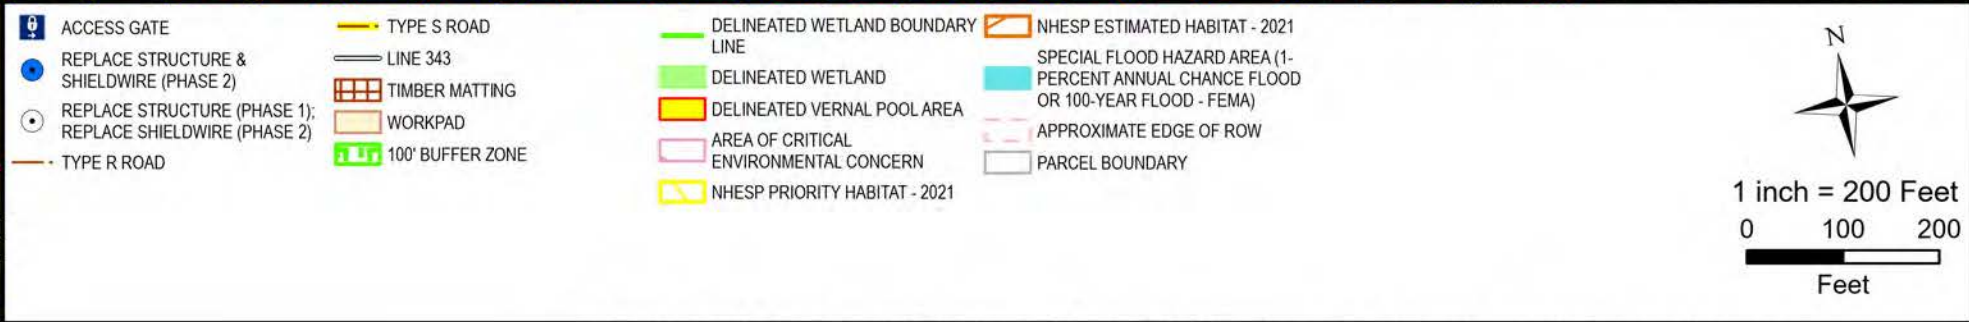 ACCESS GATE
REPLACE STRUCTURE &
SHIELDWIRE (PHASE 2)
REPLACE STRUCTURE (PHASE 1);
REPLACE SHIELDWIRE (PHASE 2)
TYPE R ROAD
TYPE S ROAD
LINE 343
TIMBER MATTING
WORKPAD
100' BUFFER ZONE
DELINEATED WETLAND BOUNDARY
LINE
DELINEATED WETLAND
DELINEATED VERNAL POOL AREA
AREA OF CRITICAL
ENVIRONMENTAL CONCERN
NHESP PRIORITY HABITAT - 2021
NHESP ESTIMATED HABITAT - 2021
SPECIAL FLOOD HAZARD AREA (1-
PERCENT ANNUAL CHANCE FLOOD
OR 100-YEAR FLOOD - FEMA)
APPROXIMATE EDGE OF ROW
PARCEL BOUNDARY
N
1 inch = 200 Feet
0 100 200
Feet